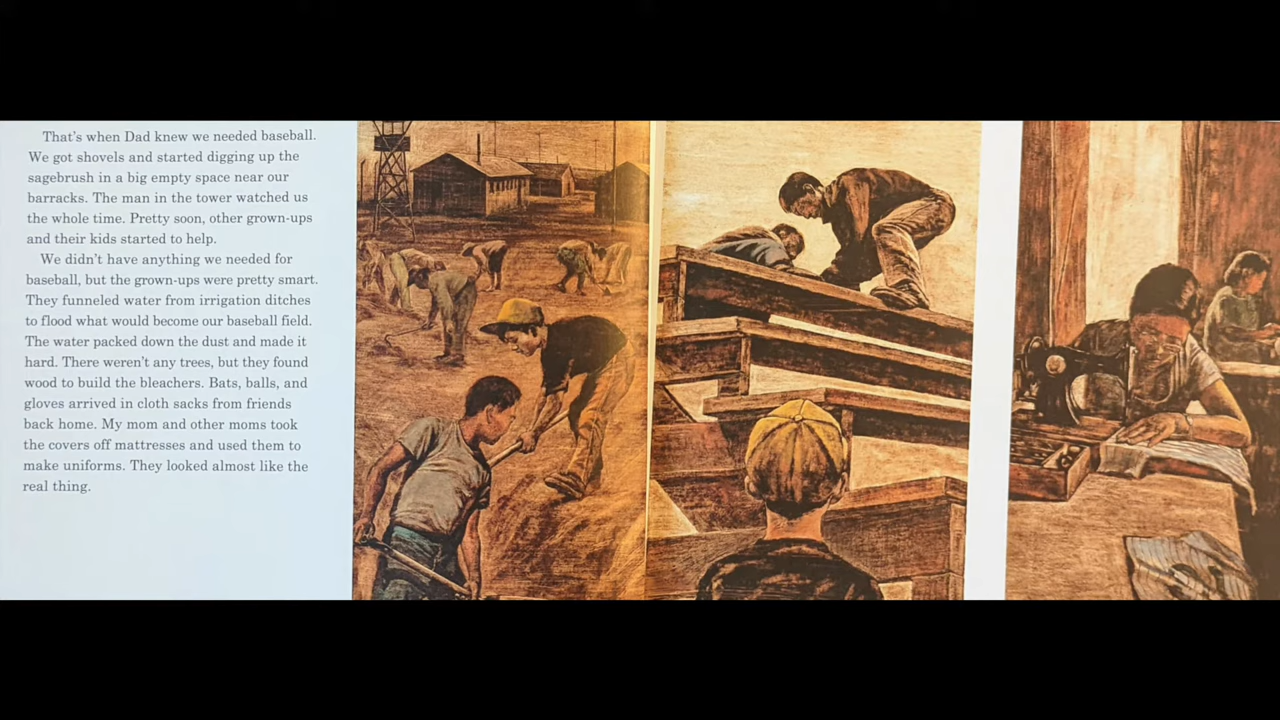 That's when Dad knew we needed baseball.
We got shovels and started digging up the
sagebrush in a big empty space near our
barracks. The man in the tower watched us
the whole time. Pretty soon, other grown-ups
and their kids started to help.
We didn't have anything we needed for
baseball, but the grown-ups were pretty smart.
They funneled water from irrigation ditches
to flood what would become our baseball field.
The water packed down the dust and made it
hard. There weren't any trees, but they found
wood to build the bleachers. Bats, balls, and
gloves arrived in cloth sacks from friends
back home. My mom and other moms took
the covers off mattresses and used them to
make uniforms. They looked almost like the
real thing.